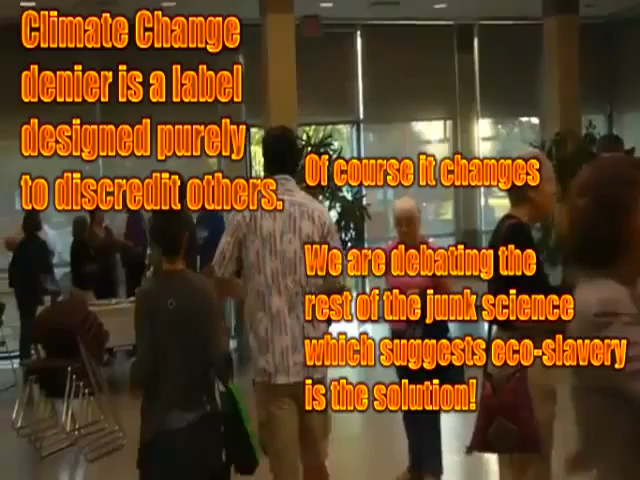 Climate Change
denier is a label
designed purely
to discredit others.
Of course it changes
We are debating the
rest of the junk science
which suggests eco-slavery
is the solution!